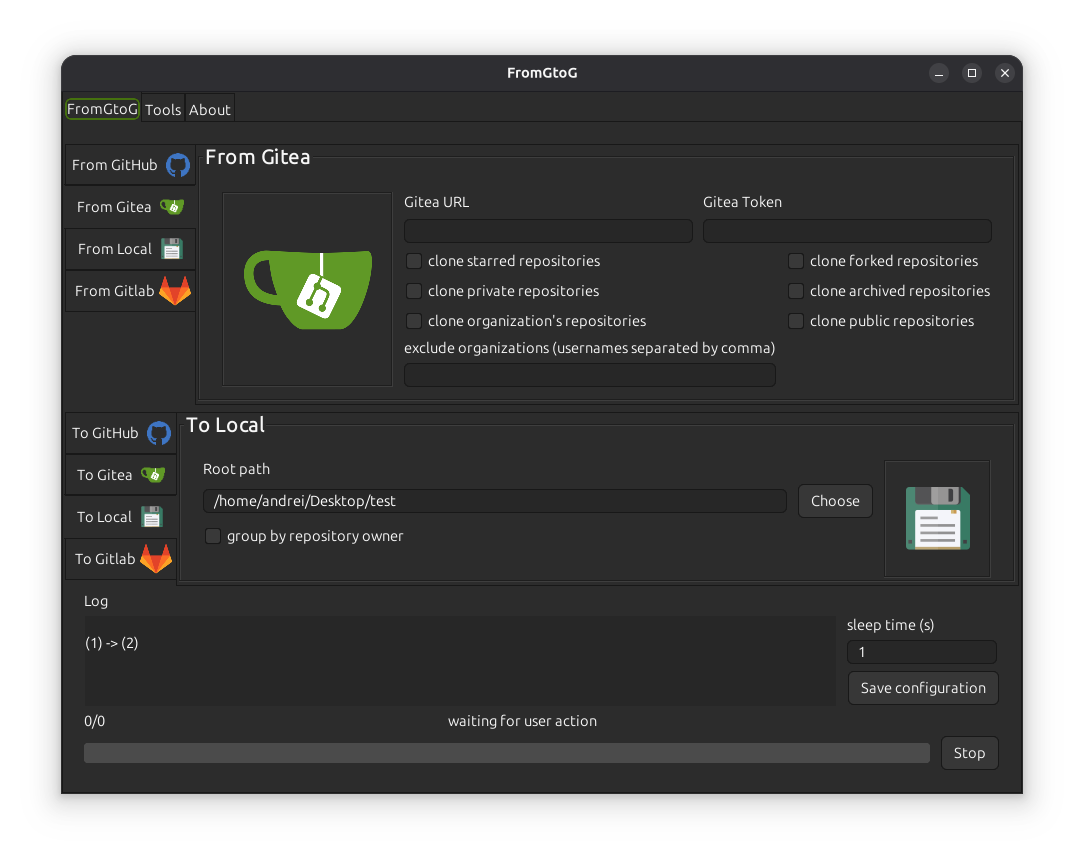 FromGtoG
FromGtoG Tools About
From GitHub
From Gitea
From Local
From Gitlab
From Gitea
Gitea URL
Gitea Token
clone starred repositories
clone forked repositories
clone private repositories
clone archived repositories
clone organization's repositories
clone public repositories
exclude organizations (usernames separated by comma)
To GitHub
To Gitea
To Local
To Gitlab
To Local
Root path
/home/andrei/Desktop/test
Choose
group by repository owner
Log
(1) -> (2)
sleep time (s)
1
Save configuration
0/0
waiting for user action
Stop